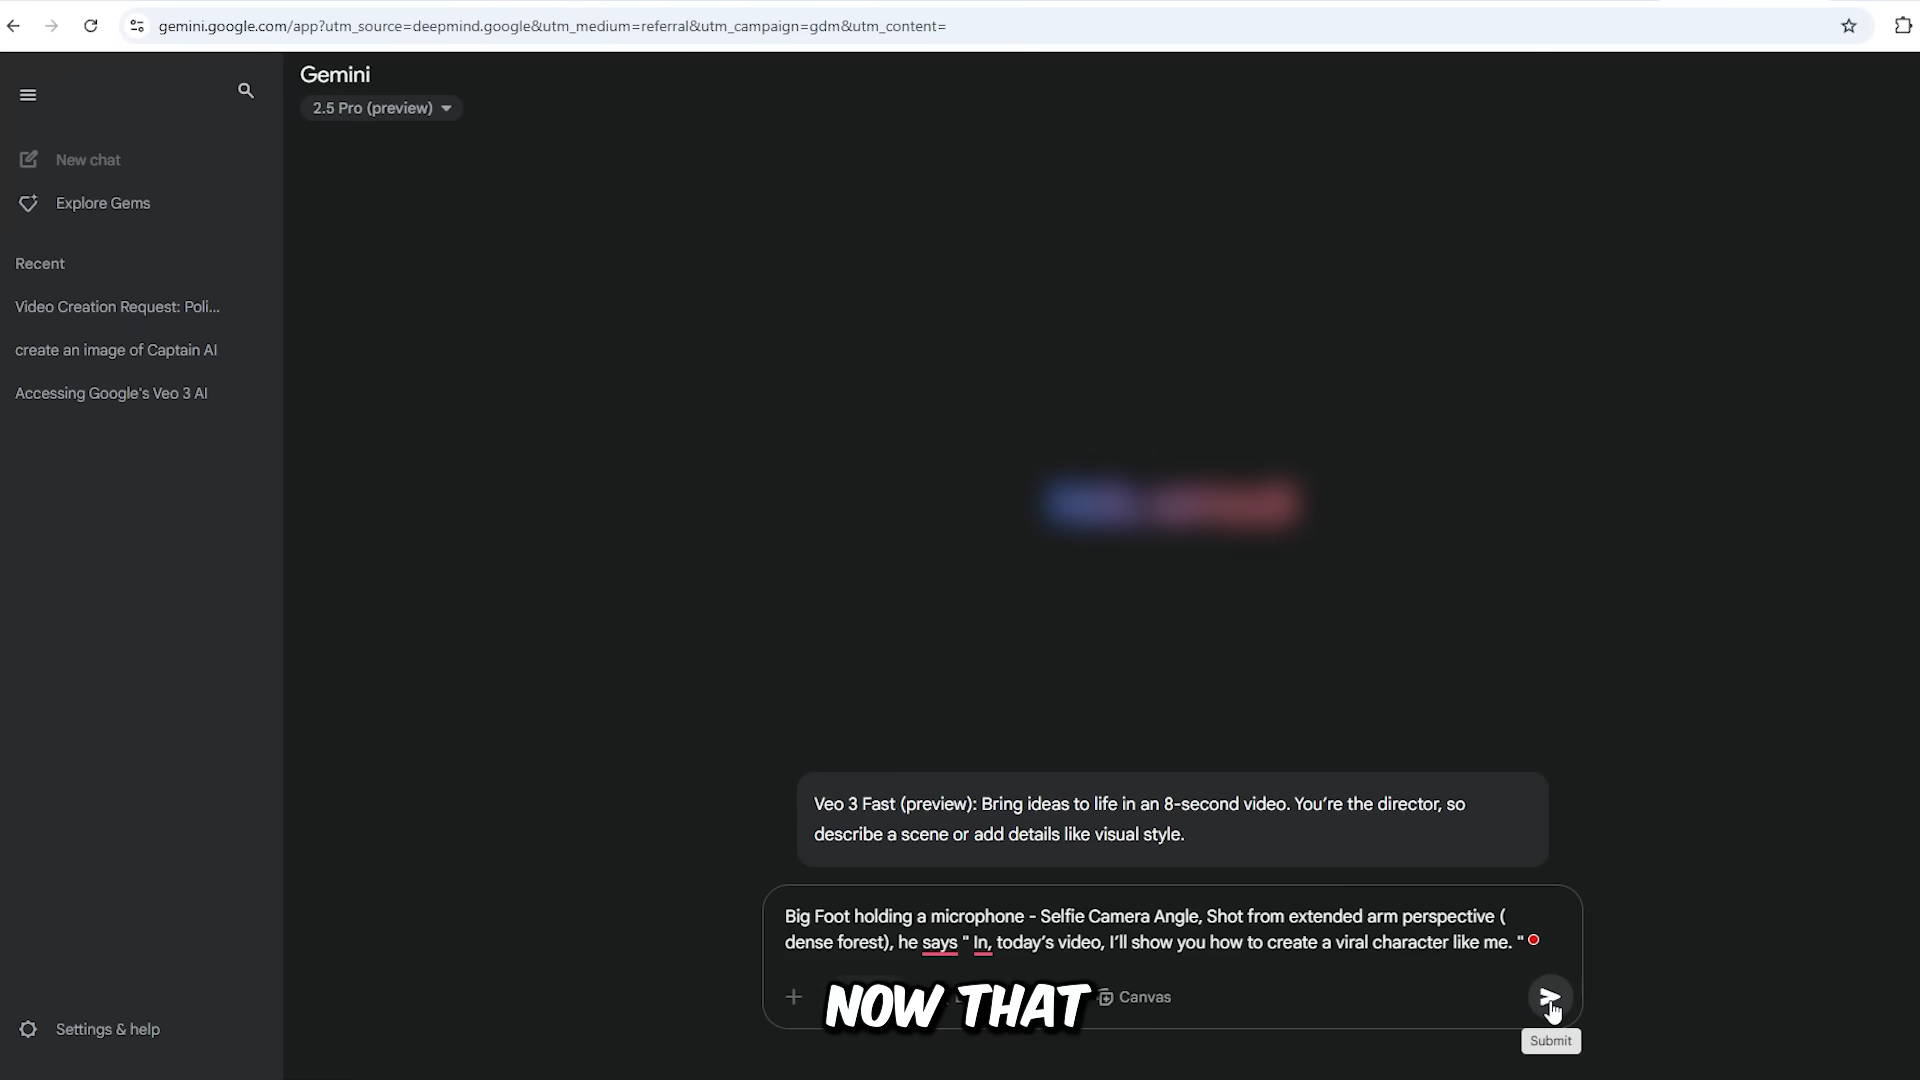 gemini.google.com/app?utm_source=deepmind.google&utm_medium=referral&utm_campaign=gdm&utm_content=
Gemini
2.5 Pro (preview)
New chat
Explore Gems
Recent
Video Creation Request: Poli...
create an image of Captain AI
Accessing Google's Veo 3 AI
Veo 3 Fast (preview): Bring ideas to life in an 8-second video. You’re the director, so
describe a scene or add details like visual style.
Big Foot holding a microphone - Selfie Camera Angle, Shot from extended arm perspective (
dense forest), he says " In, today’s video, I’ll show you how to create a viral character like me. "
NOW THAT
Canvas
Submit
Settings & help